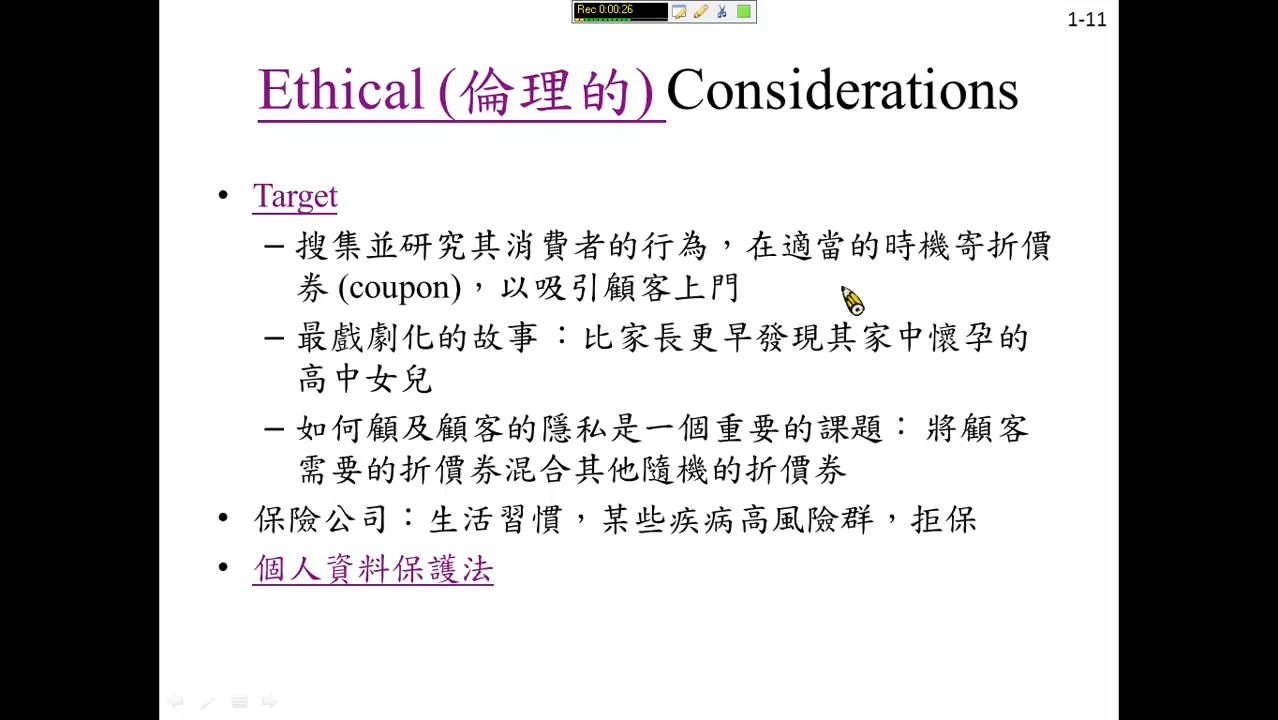 Rec 0:00:26
1-11
Ethical (倫理的) Considerations
• Target
– 搜集並研究其消費者的行為，在適當的時機寄折價
券 (coupon)，以吸引顧客上門
– 最戲劇化的故事：比家長更早發現其家中懷孕的
高中女兒
– 如何顧及顧客的隱私是一個重要的課題： 將顧客
需要的折價券混合其他隨機的折價券
• 保險公司：生活習慣，某些疾病高風險群，拒保
• 個人資料保護法